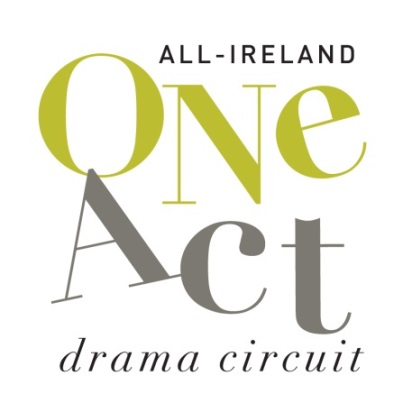 ALL-IRELAND
ONe
Act
drama circuit